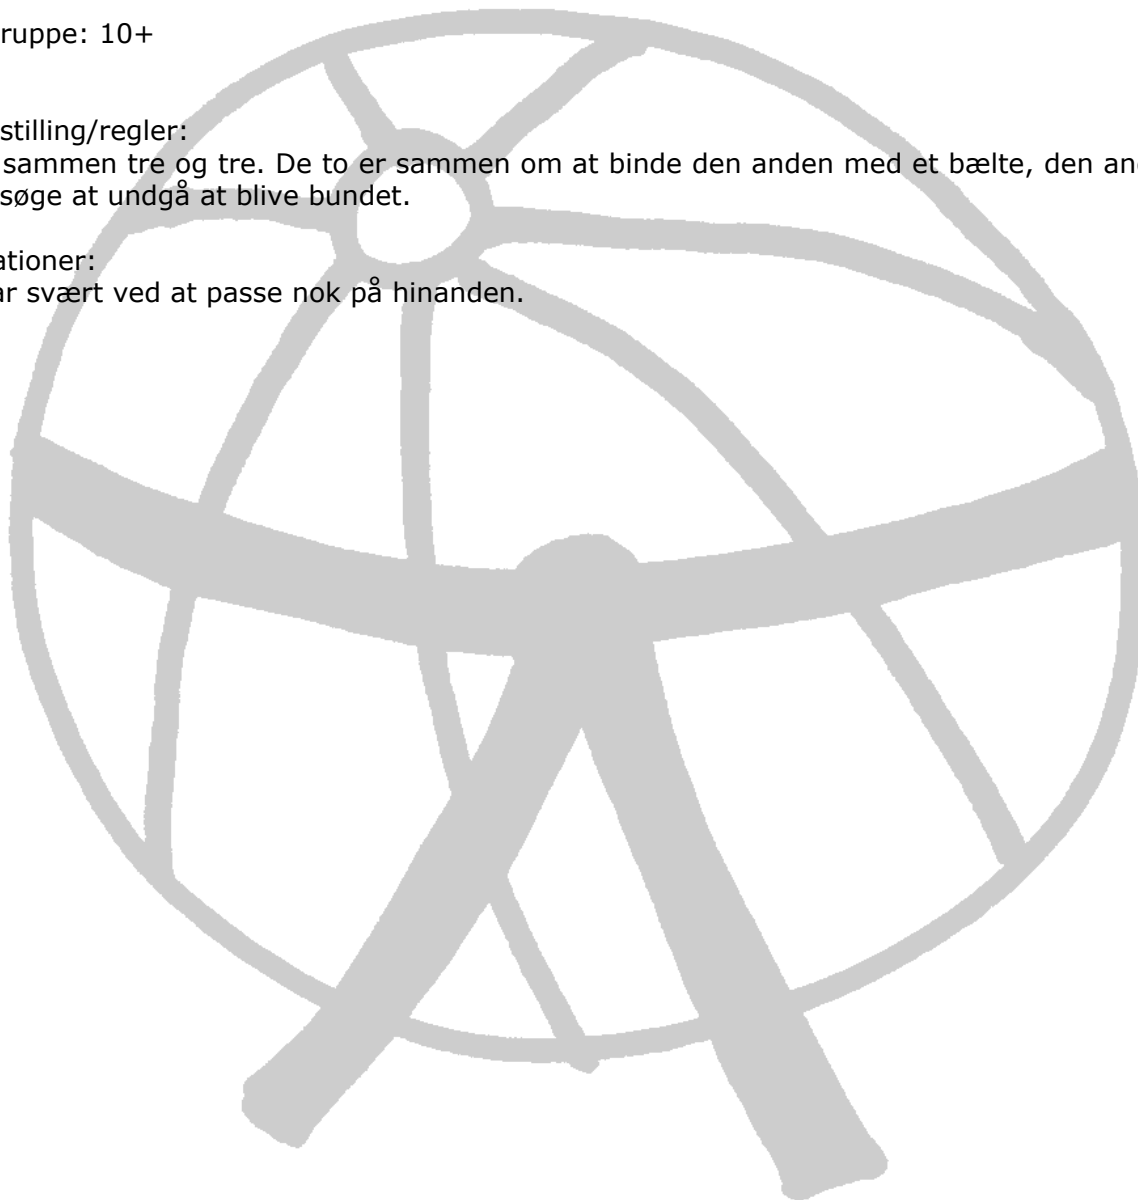 ruppe: 10+
stilling/regler:
sammen tre og tre. De to er sammen om at binde den anden med et bælte, den an
søge at undgå at blive bundet.
ationer:
ar svært ved at passe nok på hinanden.